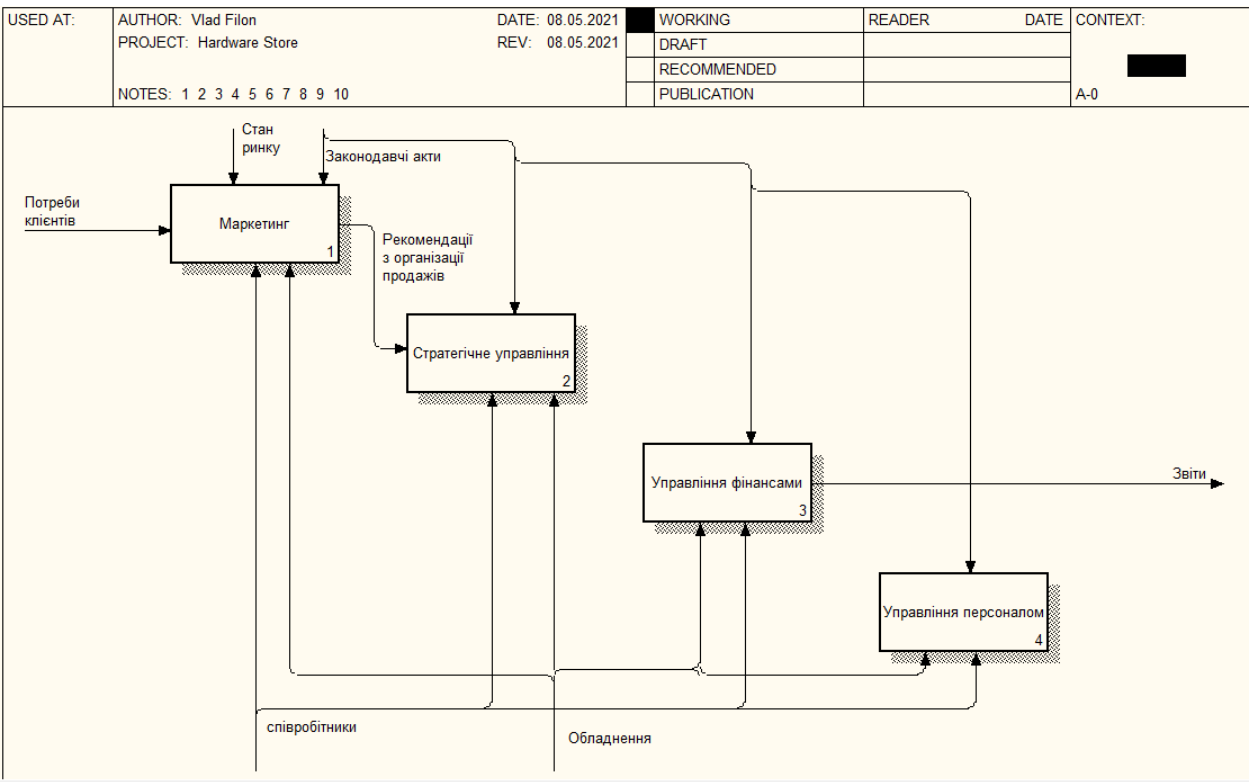 USED AT:
AUTHOR: Vlad Filon
DATE: 08.05.2021
PROJECT: Hardware Store
REV: 08.05.2021
NOTES: 1 2 3 4 5 6 7 8 9 10
WORKING
DRAFT
RECOMMENDED
PUBLICATION
READER
DATE
CONTEXT:
A-0
Стан
ринку
Законодавчі акти
Потреби
клієнтів
Маркетинг
1
Рекомендації
з організації
продажів
Стратегічне управління
2
Управління фінансами
3
Звіти
Управління персоналом
4
співробітники
Обладнення